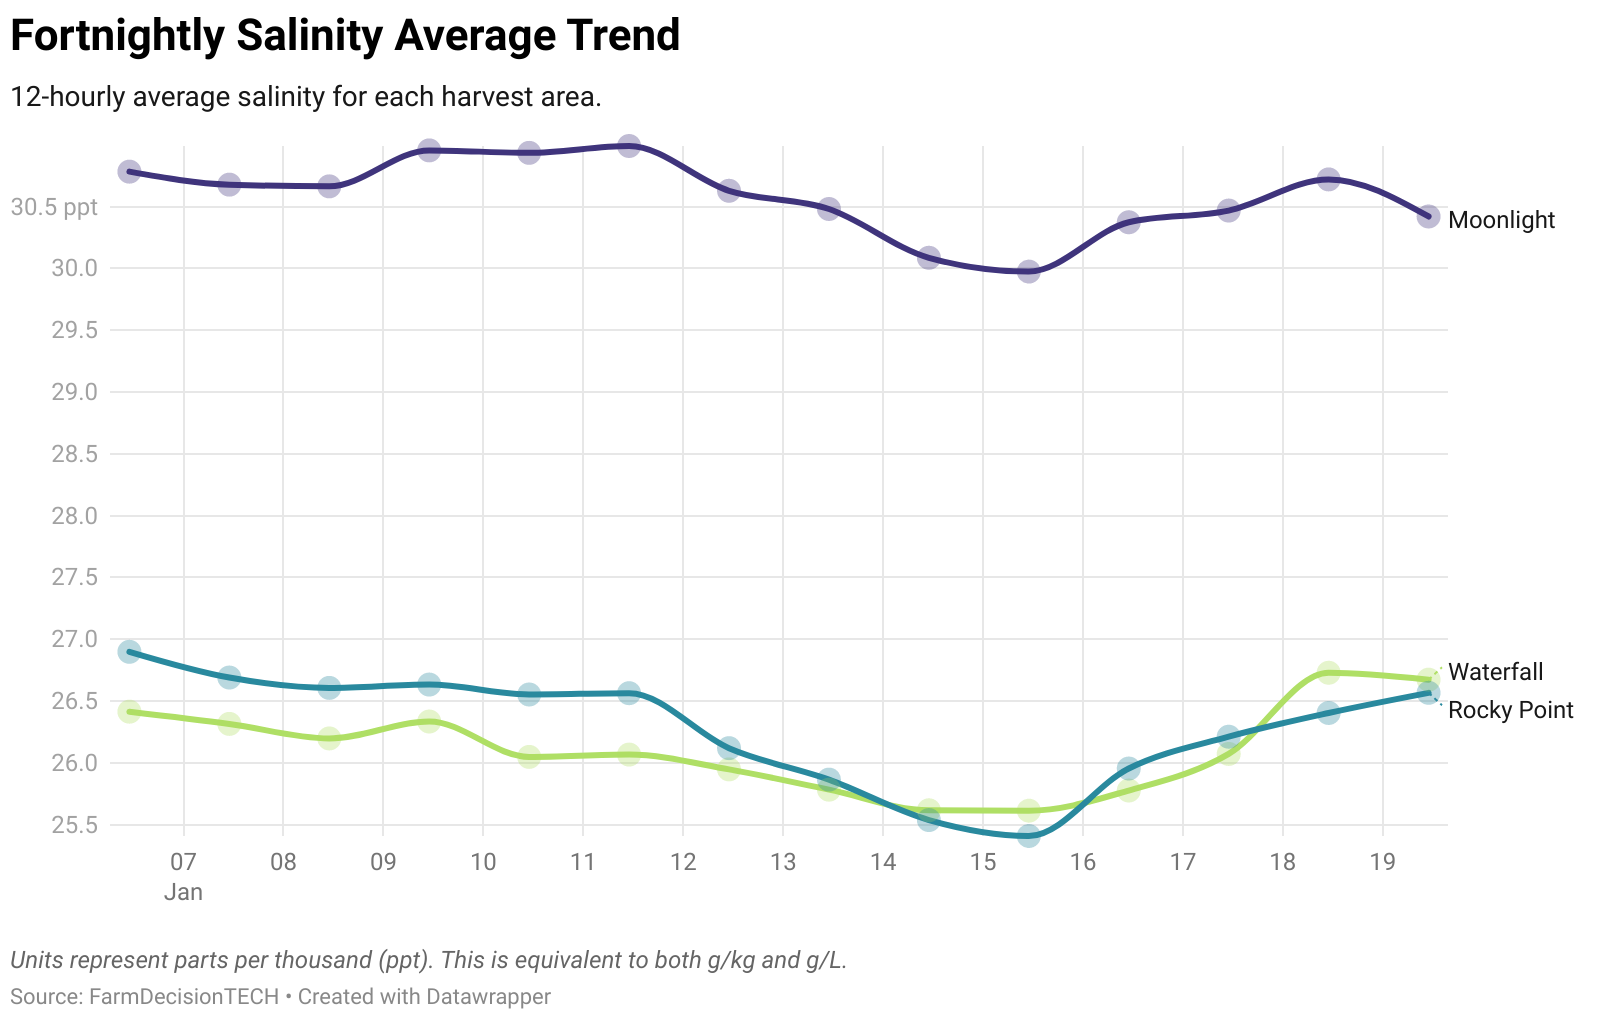 Fortnightly Salinity Average Trend
12-hourly average salinity for each harvest area.
30.5 ppt
Moonlight
30.0
29.5
29.0
28.5
28.0
27.5
27.0
Waterfall
26.5
Rocky Point
26.0
25.5
07 08 09 10 11 12 13 14 15 16 17 18 19
Jan
Units represent parts per thousand (ppt). This is equivalent to both g/kg and g/L.
Source: FarmDecisionTECH • Created with Datawrapper